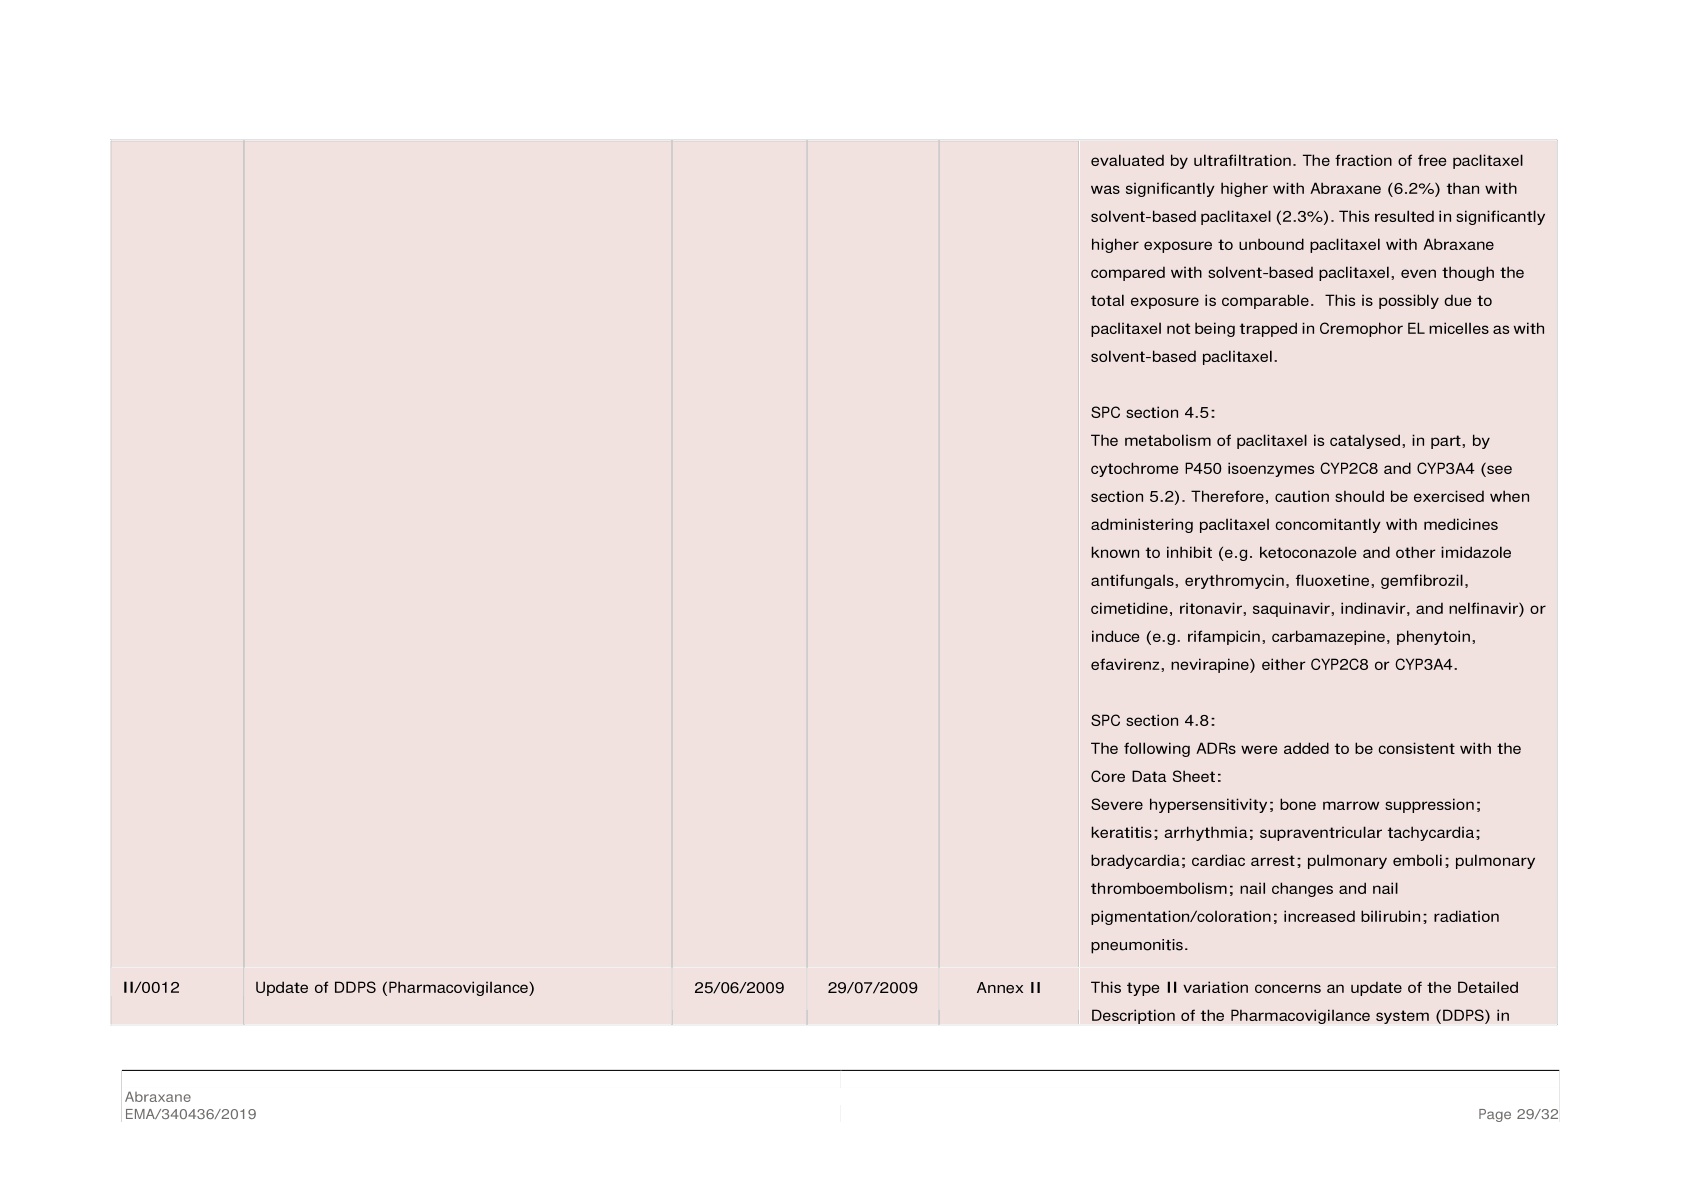 evaluated by ultrafiltration. The fraction of free paclitaxel
was significantly higher with Abraxane (6.2%) than with
solvent-based paclitaxel (2.3%). This resulted in significantly
higher exposure to unbound paclitaxel with Abraxane
compared with solvent-based paclitaxel, even though the
total exposure is comparable.  This is possibly due to
paclitaxel not being trapped in Cremophor EL micelles as with
solvent-based paclitaxel.
SPC section 4.5:
The metabolism of paclitaxel is catalysed, in part, by
cytochrome P450 isoenzymes CYP2C8 and CYP3A4 (see
section 5.2). Therefore, caution should be exercised when
administering paclitaxel concomitantly with medicines
known to inhibit (e.g. ketoconazole and other imidazole
antifungals, erythromycin, fluoxetine, gemfibrozil,
cimetidine, ritonavir, saquinavir, indinavir, and nelfinavir) or
induce (e.g. rifampicin, carbamazepine, phenytoin,
efavirenz, nevirapine) either CYP2C8 or CYP3A4.
SPC section 4.8:
The following ADRs were added to be consistent with the
Core Data Sheet:
Severe hypersensitivity; bone marrow suppression;
keratitis; arrhythmia; supraventricular tachycardia;
bradycardia; cardiac arrest; pulmonary emboli; pulmonary
thromboembolism; nail changes and nail
pigmentation/coloration; increased bilirubin; radiation
pneumonitis.
II/0012 Update of DDPS (Pharmacovigilance) 25/06/2009 29/07/2009 Annex II This type II variation concerns an update of the Detailed
Description of the Pharmacovigilance system (DDPS) in
Abraxane
EMA/340436/2019 Page 29/32